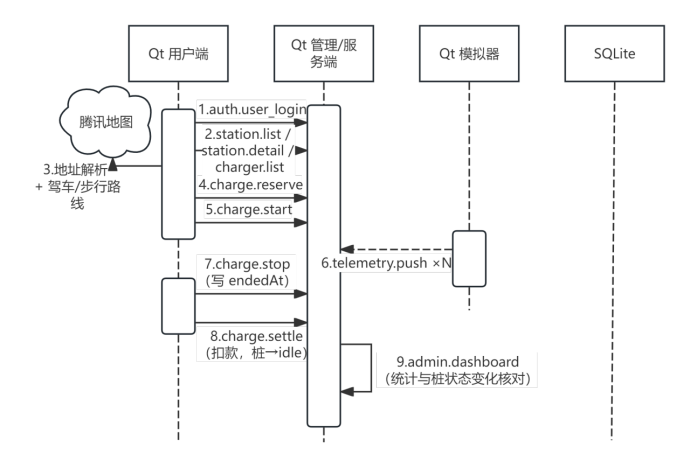 Qt 用户端
Qt 管理/服
务端
Qt 模拟器
SQLite
腾讯地图
1.auth.user_login
2.station.list /
station.detail /
charger.list
3.地址解析
+ 驾车/步行路
线
4.charge.reserve
5.charge.start
6.telemetry.push ×N
7.charge.stop
(写 endedAt)
8.charge.settle
(扣款，桩→idle)
9.admin.dashboard
(统计与桩状态变化核对)